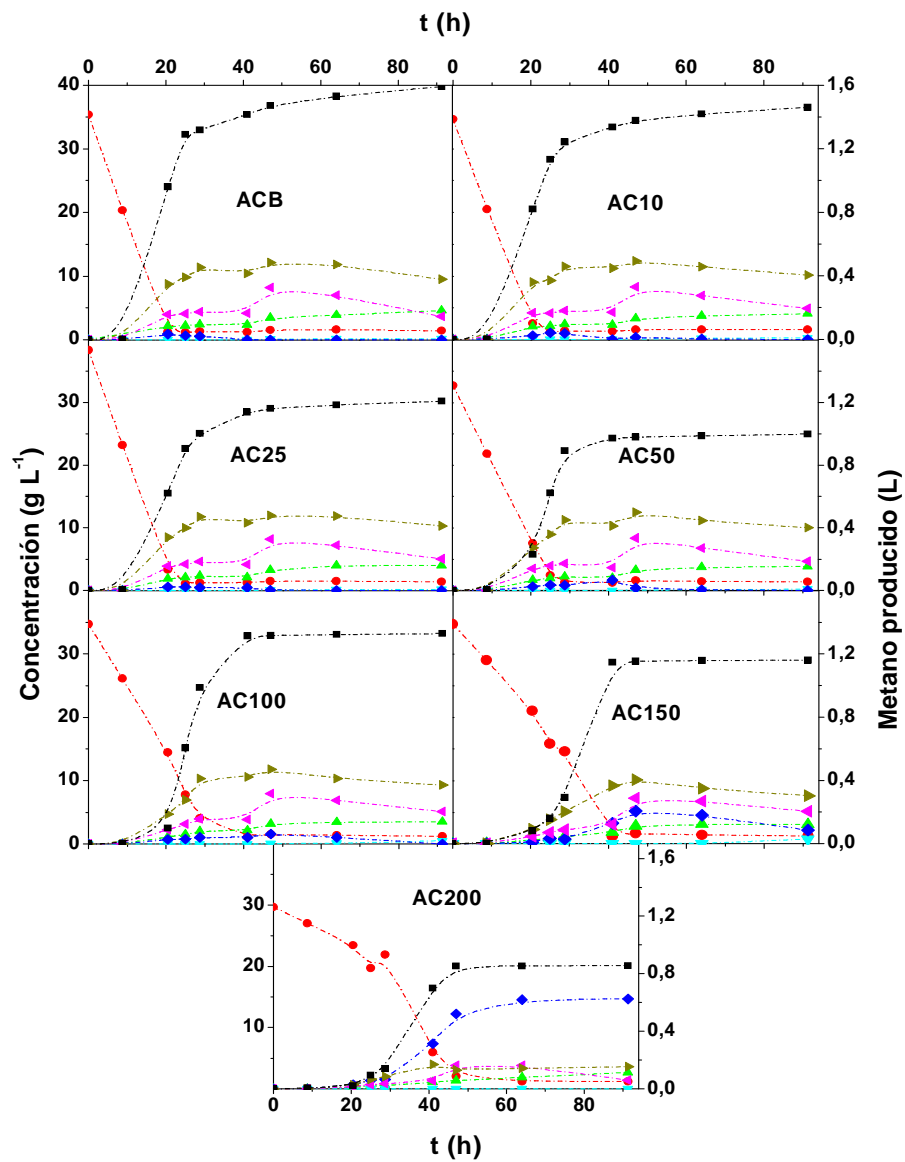 t (h)
0 20 40 60 80 0 20 40 60 80
40 1,6
30 1,2
ACB AC10
20 0,8
10 0,4
0 0,0
30 1,2
AC25 AC50
20 0,8
10 0,4
0 0,0
30 1,2
AC100 AC150
20 0,8
10 0,4
0 0,0
Concentración (g L-1)
Metano producido (L)
1,6
AC200
30 1,2
20 0,8
10 0,4
0 0,0
0 20 40 60 80
t (h)